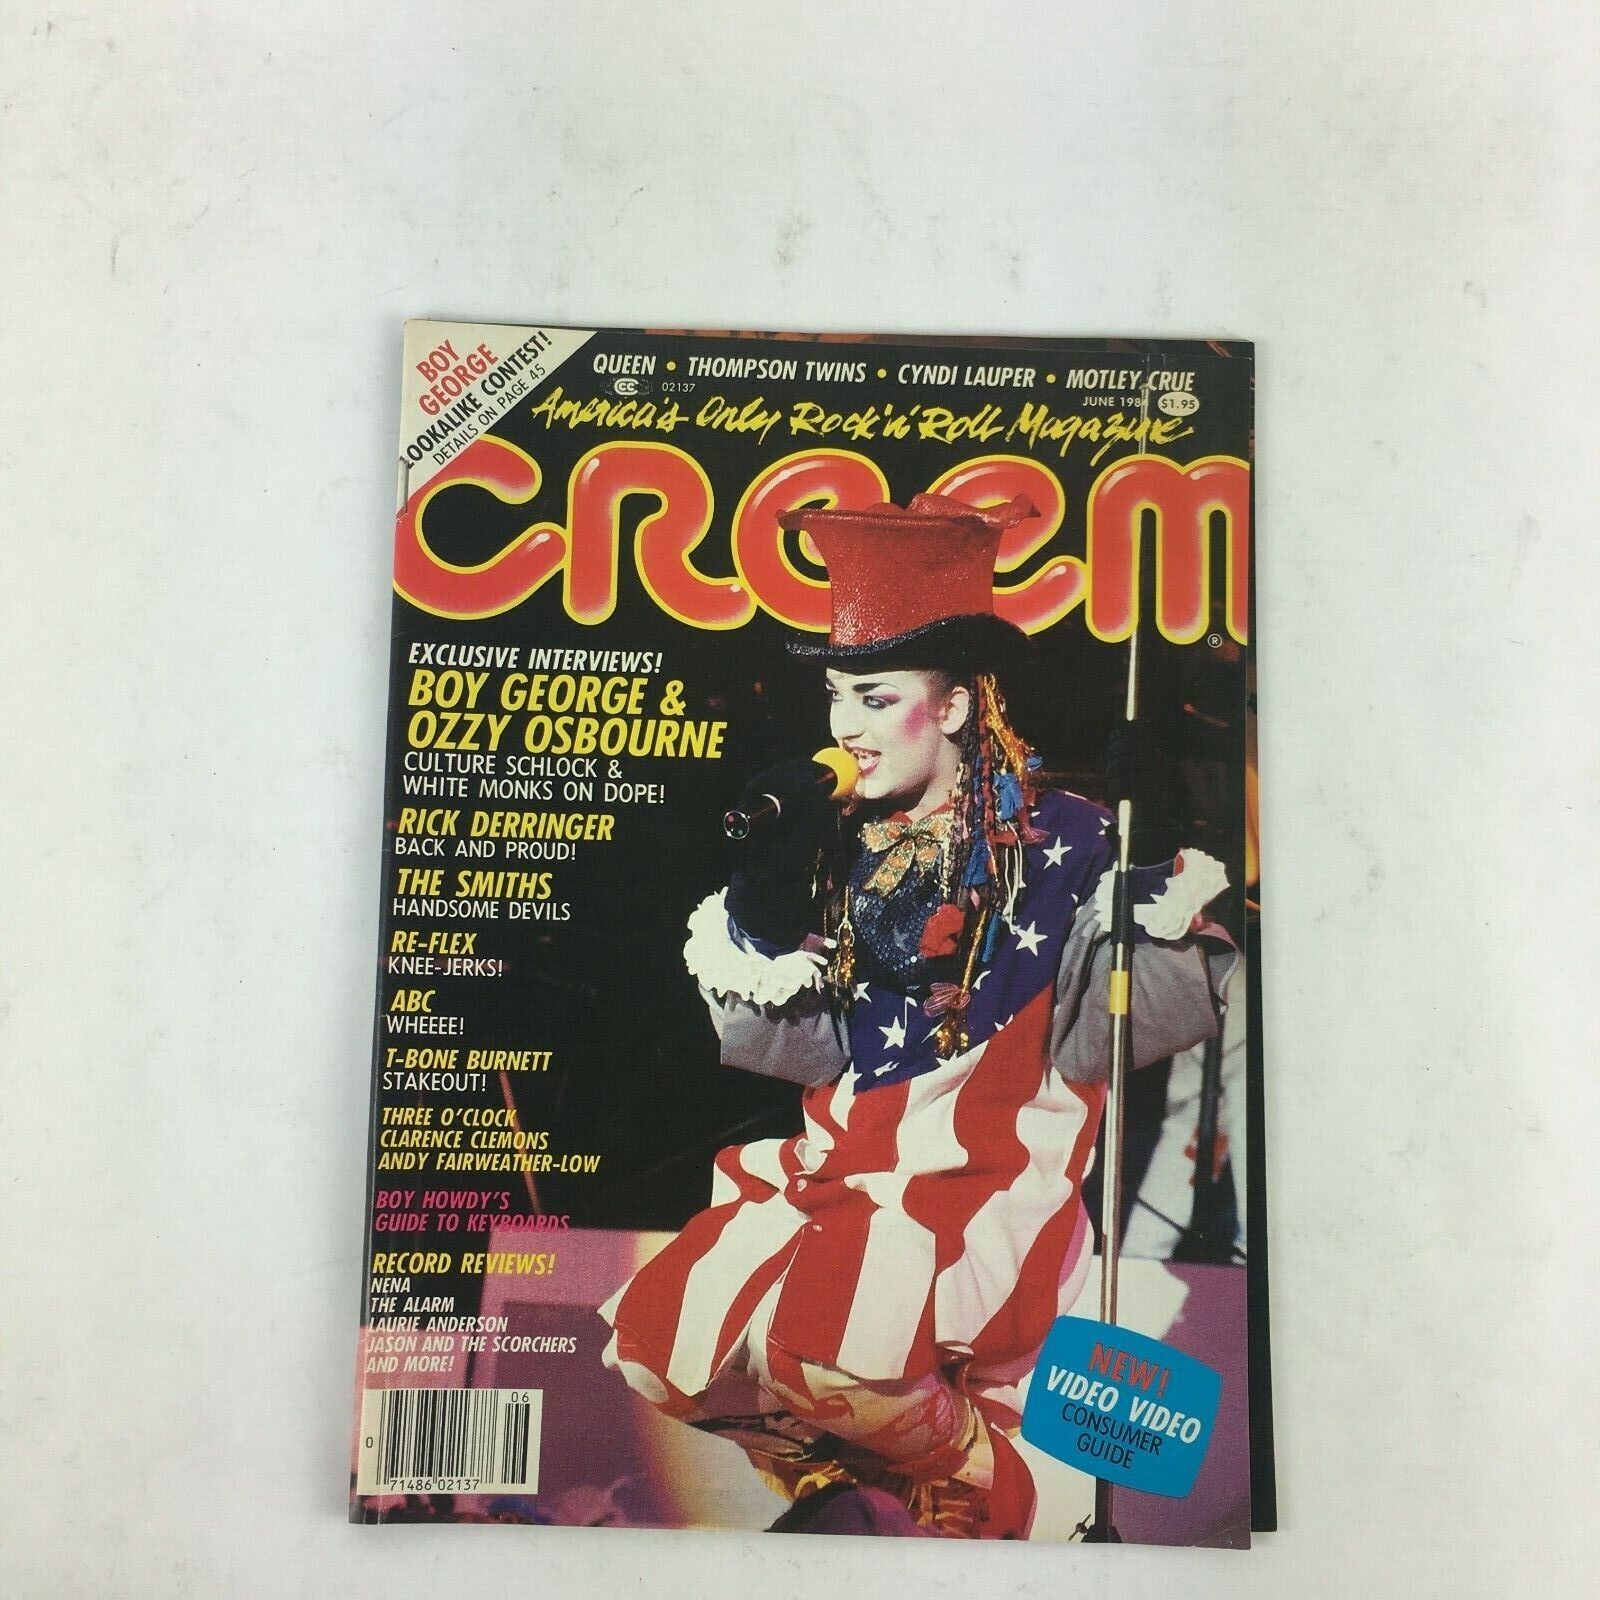 BOY
GEORGE
LOOKALIKE CONTEST!
DETAILS ON PAGE 45
QUEEN • THOMPSON TWINS • CYNDI LAUPER • MOTLEY CRUE
CC 02137
JUNE 1984 $1.95
America's Only Rock 'n' Roll Magazine
CREEM
®
EXCLUSIVE INTERVIEWS!
BOY GEORGE &
OZZY OSBOURNE
CULTURE SCHLOCK &
WHITE MONKS ON DOPE!
RICK DERRINGER
BACK AND PROUD!
THE SMITHS
HANDSOME DEVILS
RE-FLEX
KNEE-JERKS!
ABC
WHEEEE!
T-BONE BURNETT
STAKEOUT!
THREE O'CLOCK
CLARENCE CLEMONS
ANDY FAIRWEATHER-LOW
BOY HOWDY'S
GUIDE TO KEYBOARDS
RECORD REVIEWS!
NENA
THE ALARM
LAURIE ANDERSON
JASON AND THE SCORCHERS
AND MORE!
NEW!
VIDEO VIDEO
CONSUMER
GUIDE
06
0
71486 02137